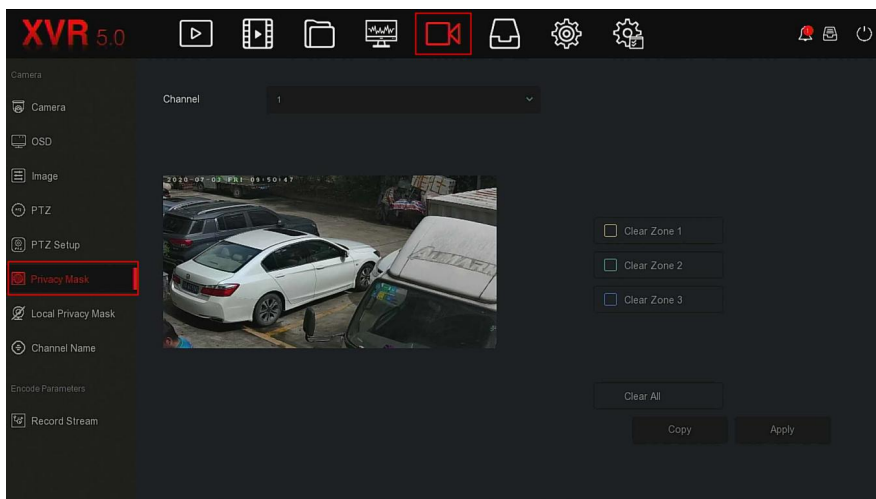 XVR 5.0
Camera
Camera
OSD
Image
PTZ
PTZ Setup
Privacy Mask
Local Privacy Mask
Channel Name
Encode Parameters
Record Stream
Channel 1
2020-07-03 FRI 09:50:47
Clear Zone 1
Clear Zone 2
Clear Zone 3
Clear All
Copy Apply